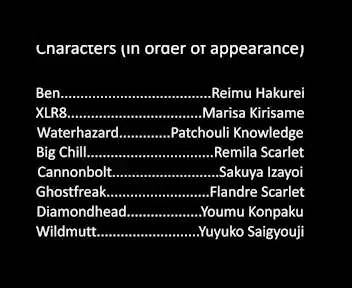 Characters (in order of appearance)
Ben......................................Reimu Hakurei
XLR8..................................Marisa Kirisame
Waterhazard.............Patchouli Knowledge
Big Chill................................Remila Scarlet
Cannonbolt...........................Sakuya Izayoi
Ghostfreak..........................Flandre Scarlet
Diamondhead...................Youmu Konpaku
Wildmutt..........................Yuyuko Saigyouji